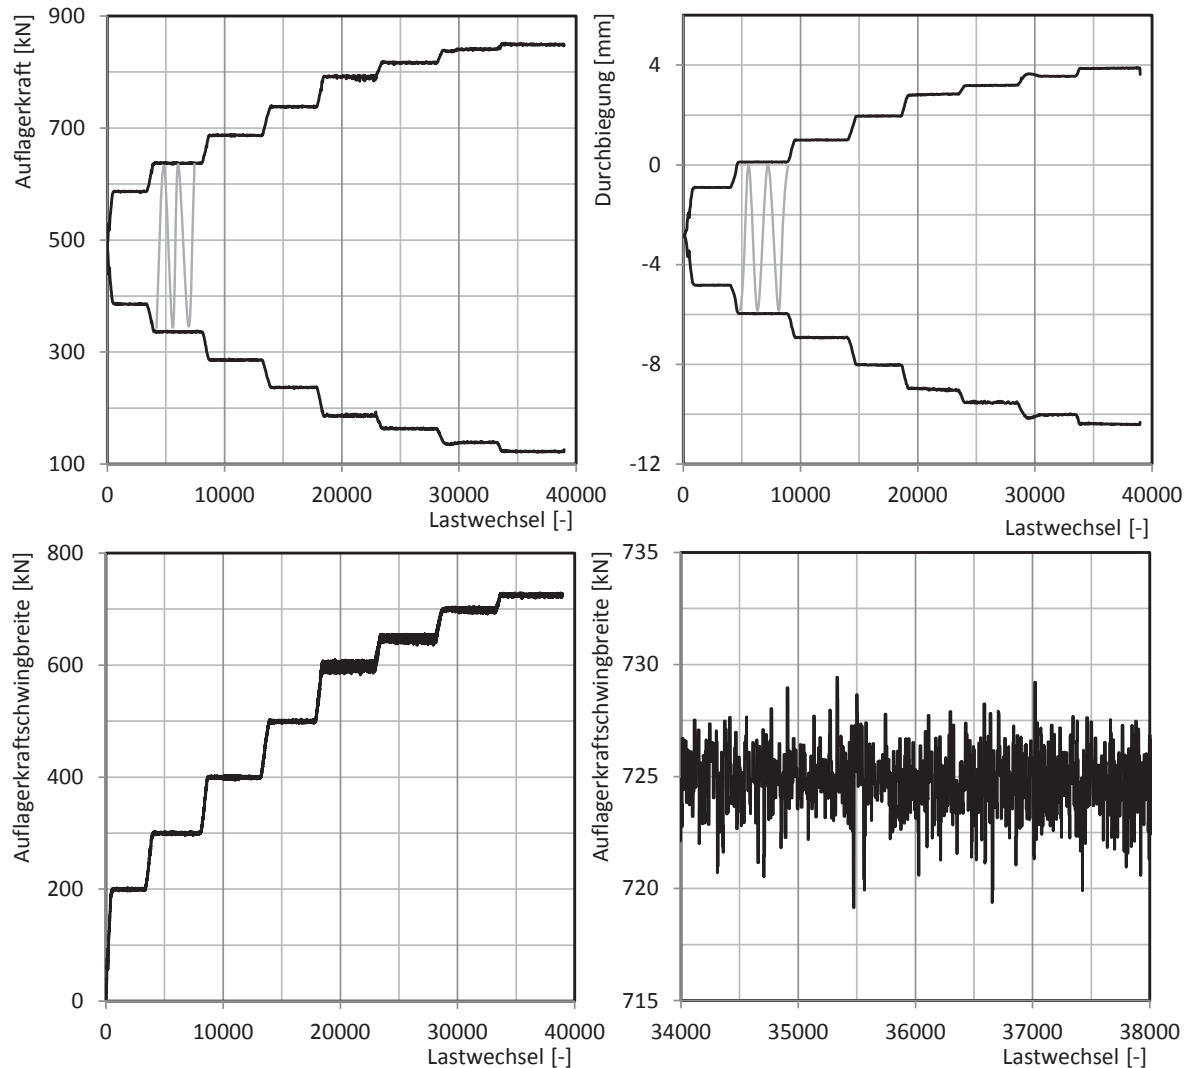 Auflagerkraft [kN]
900
700
500
300
100
0 10000 20000 30000 40000
Lastwechsel [-]
Durchbiegung [mm]
4
0
-4
-8
-12
0 10000 20000 30000 40000
Lastwechsel [-]
Auflagerkraftschwingbreite [kN]
800
600
400
200
0
0 10000 20000 30000 40000
Lastwechsel [-]
Auflagerkraftschwingbreite [kN]
735
730
725
720
715
34000 35000 36000 37000 38000
Lastwechsel [-]